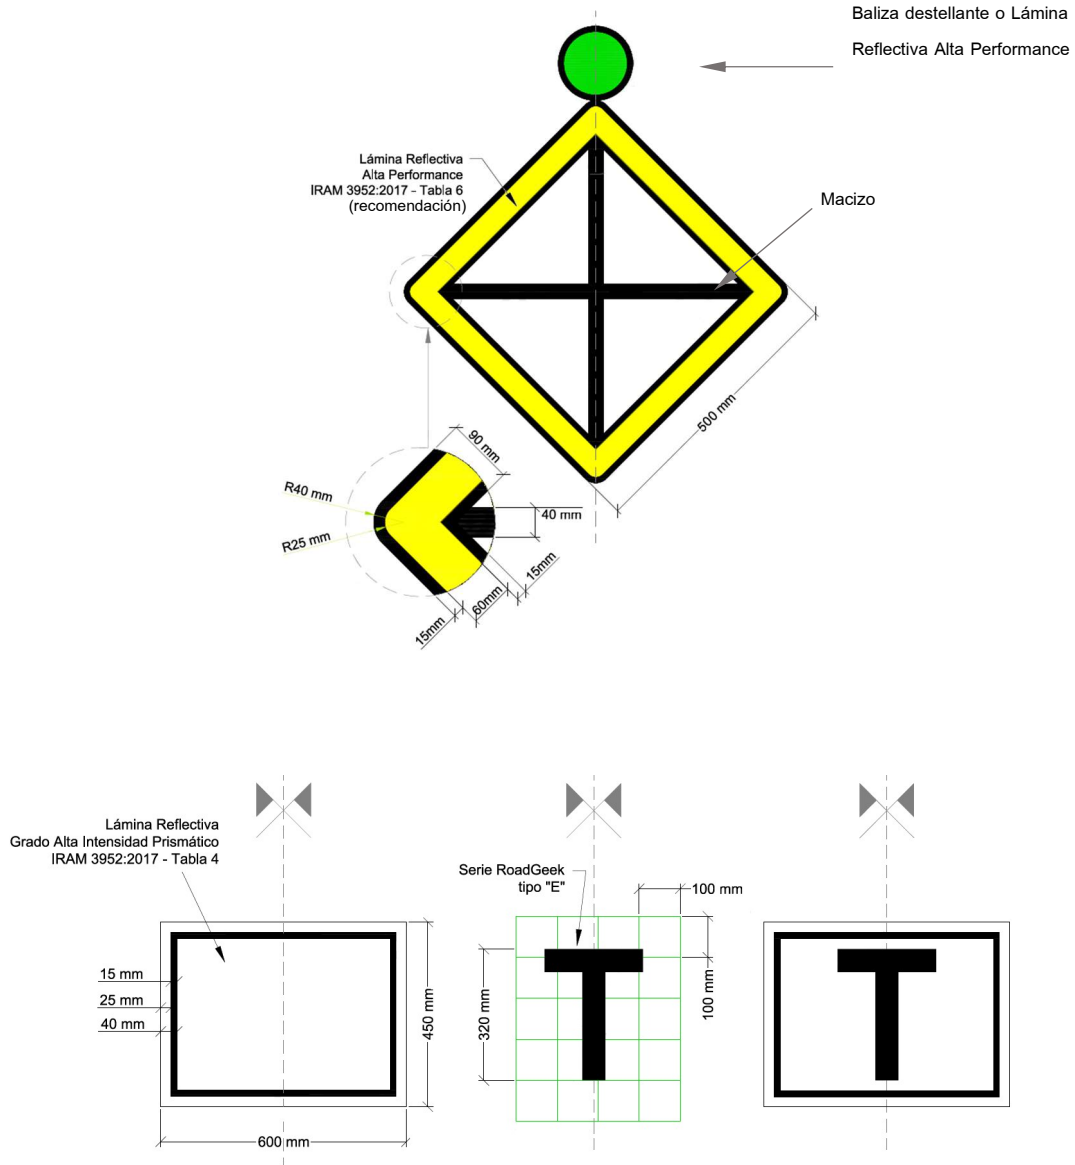 Baliza destellante o Lámina
Reflectiva Alta Performance
Lámina Reflectiva
Alta Performance
IRAM 3952:2017 - Tabla 6
(recomendación)
Macizo
500 mm
90 mm
R40 mm
R25 mm
40 mm
15mm
60mm
15mm
Lámina Reflectiva
Grado Alta Intensidad Prismático
IRAM 3952:2017 - Tabla 4
15 mm
25 mm
40 mm
450 mm
600 mm
Serie RoadGeek
tipo "E"
100 mm
100 mm
320 mm
T
T